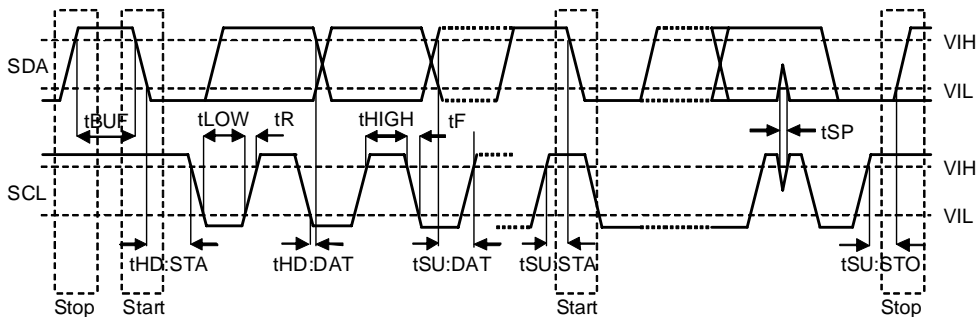 VIH
SDA
VIL
tBUF
tLOW
tR
tHIGH
tF
tSP
VIH
SCL
VIL
tHD:STA
tHD:DAT
tSU:DAT
tSU:STA
tSU:STO
Stop
Start
Start
Stop